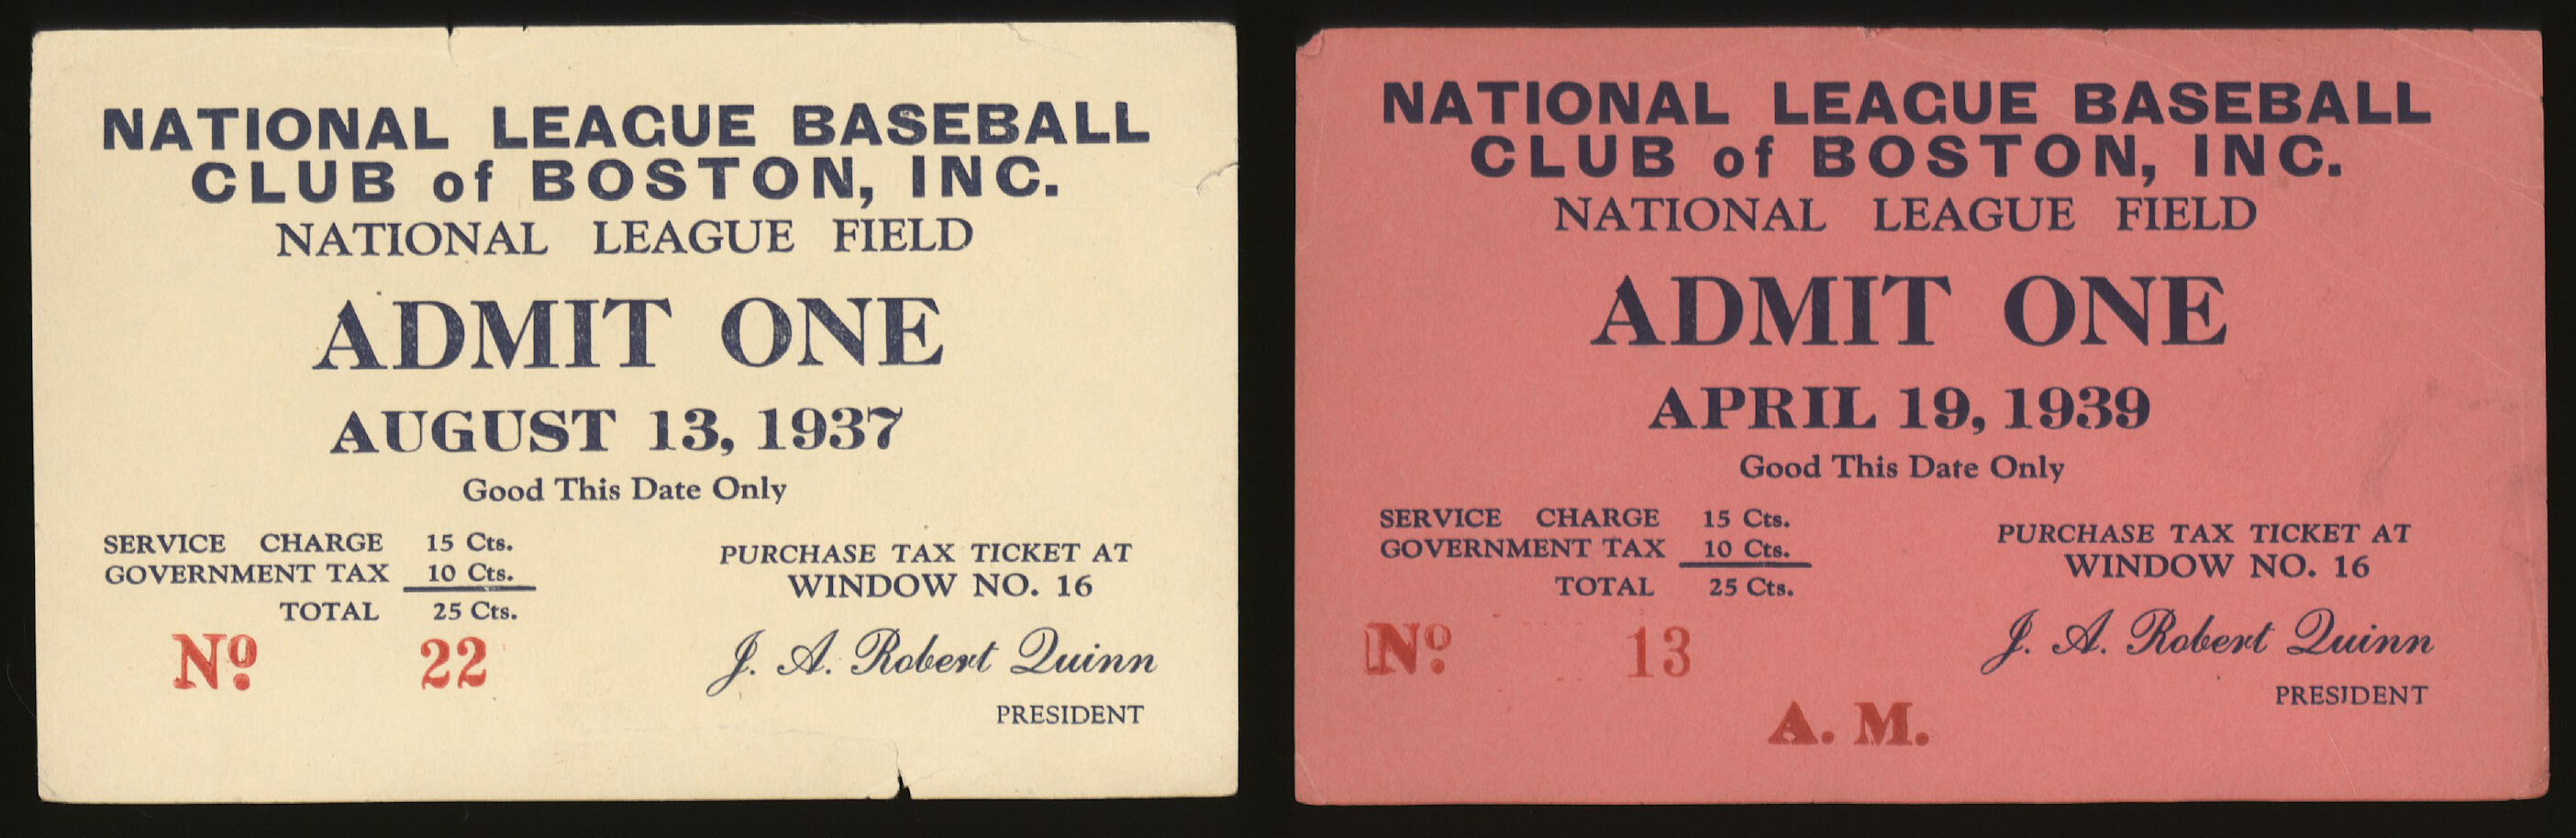 NATIONAL LEAGUE BASEBALL
CLUB of BOSTON, INC.
NATIONAL LEAGUE FIELD
ADMIT ONE
AUGUST 13, 1937
Good This Date Only
SERVICE CHARGE 15 Cts.
GOVERNMENT TAX 10 Cts.
TOTAL 25 Cts.
PURCHASE TAX TICKET AT
WINDOW NO. 16
Nº 22
J. A. Robert Quinn
PRESIDENT
NATIONAL LEAGUE BASEBALL
CLUB of BOSTON, INC.
NATIONAL LEAGUE FIELD
ADMIT ONE
APRIL 19, 1939
Good This Date Only
SERVICE CHARGE 15 Cts.
GOVERNMENT TAX 10 Cts.
TOTAL 25 Cts.
PURCHASE TAX TICKET AT
WINDOW NO. 16
Nº 13
J. A. Robert Quinn
PRESIDENT
A. M.